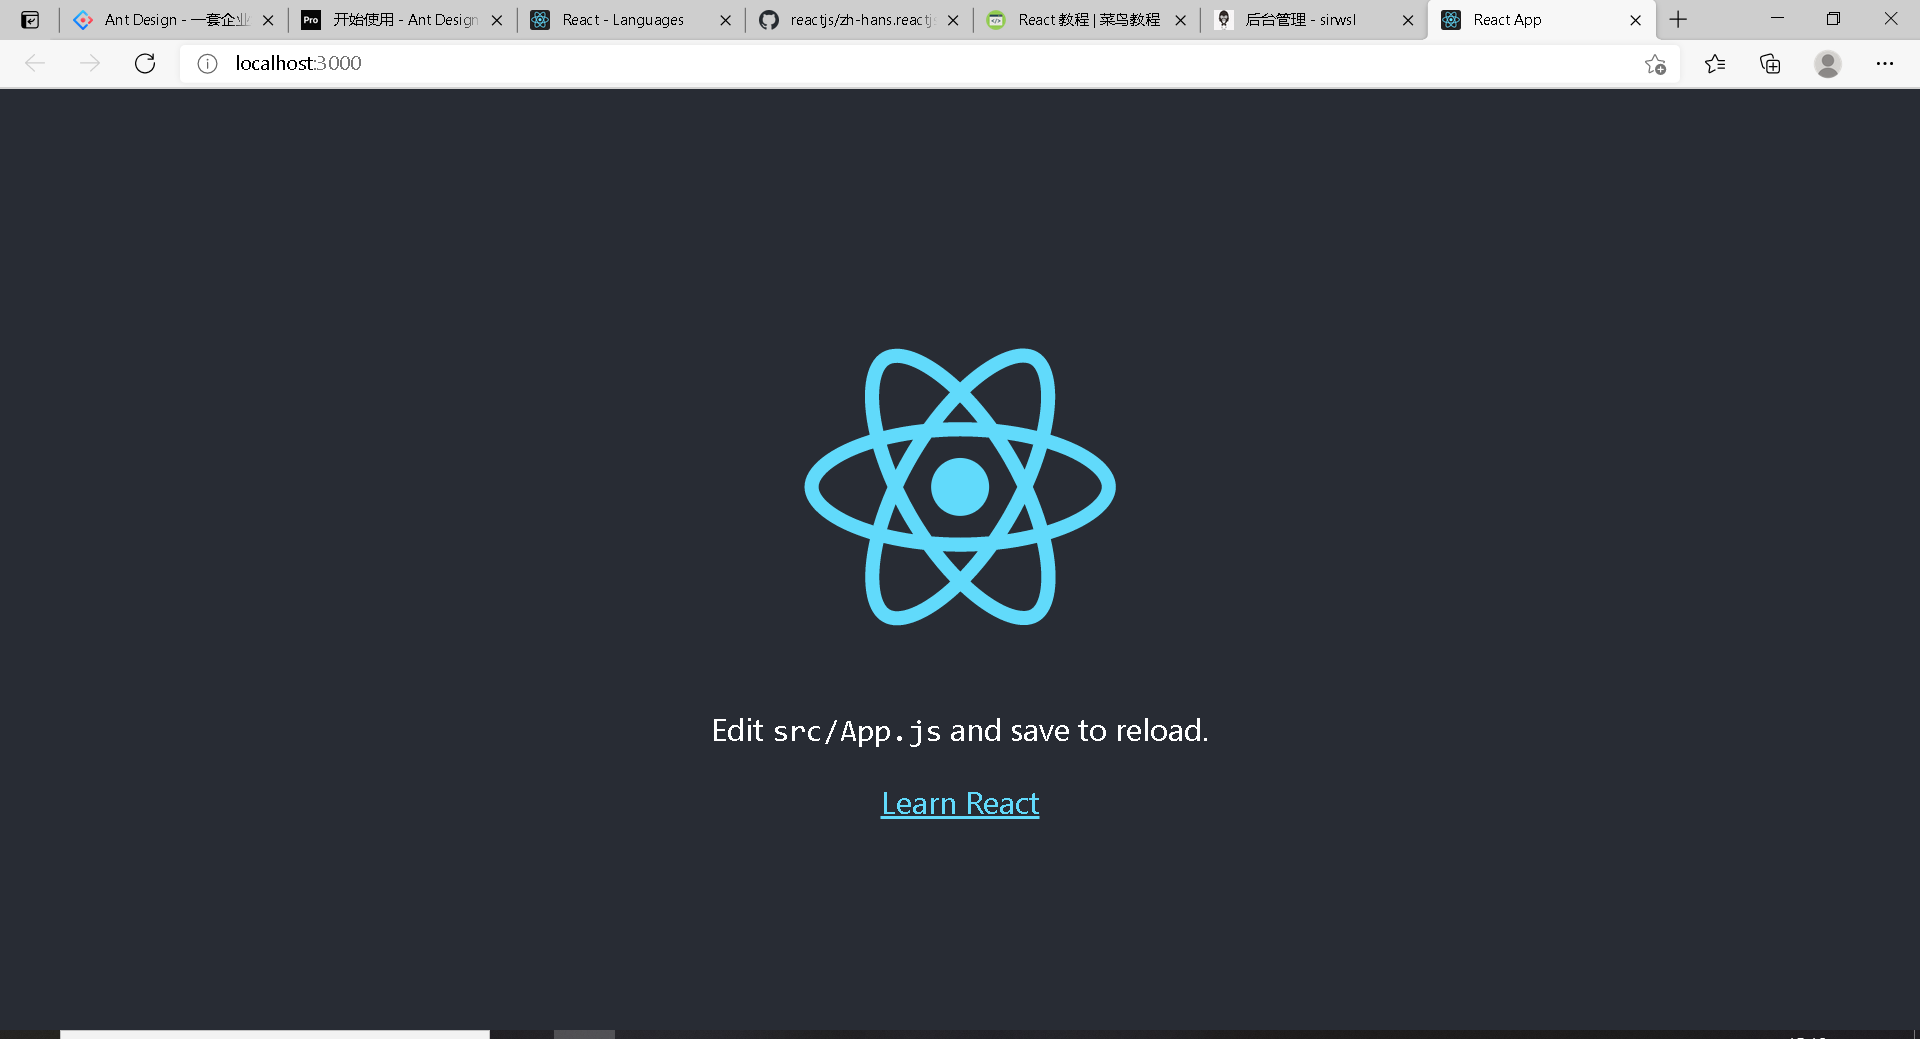 Ant Design - 一套企业
Pro
开始使用 - Ant Design
React - Languages
reactjs/zh-hans.reactjs
React 教程 | 菜鸟教程
后台管理 - sirwsl
React App
localhost:3000
Edit src/App.js and save to reload.
Learn React